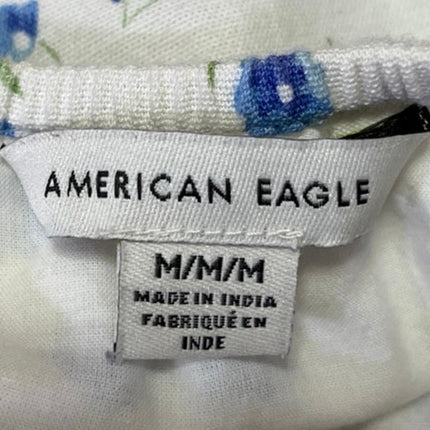 AMERICAN EAGLE
M/M/M
MADE IN INDIA
FABRIQUÉ EN
INDE